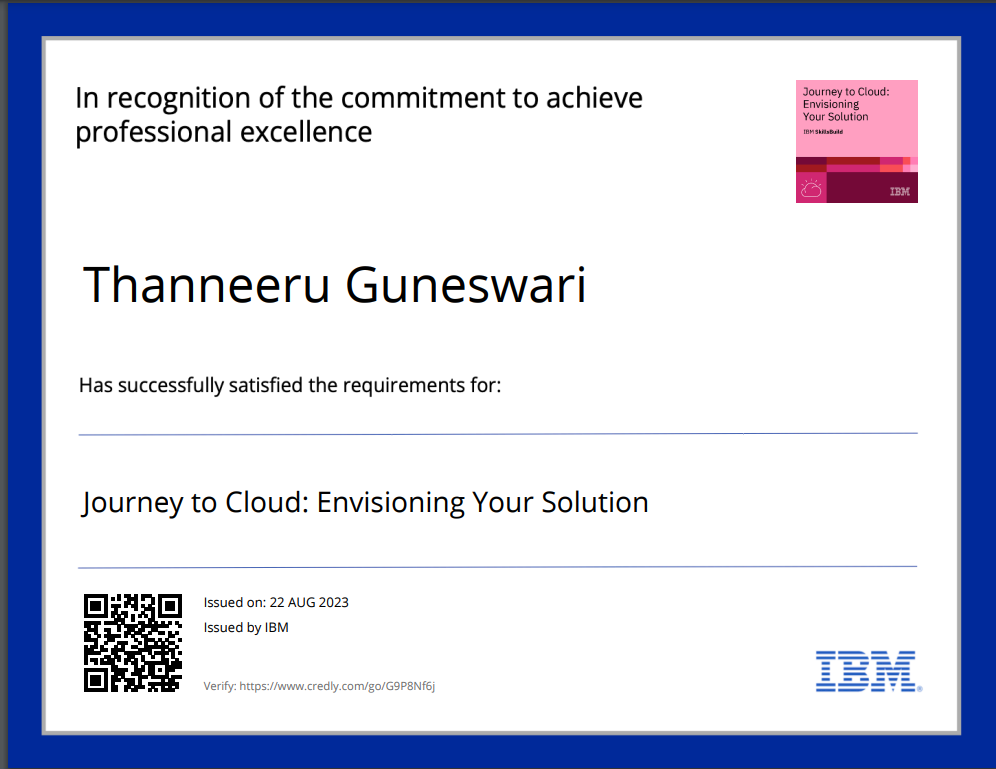 In recognition of the commitment to achieve
professional excellence
Journey to Cloud:
Envisioning
Your Solution
IBM SkillsBuild
IBM
Thanneeru Guneswari
Has successfully satisfied the requirements for:
Journey to Cloud: Envisioning Your Solution
Issued on: 22 AUG 2023
Issued by IBM
Verify: https://www.credly.com/go/G9P8Nf6j
IBM®